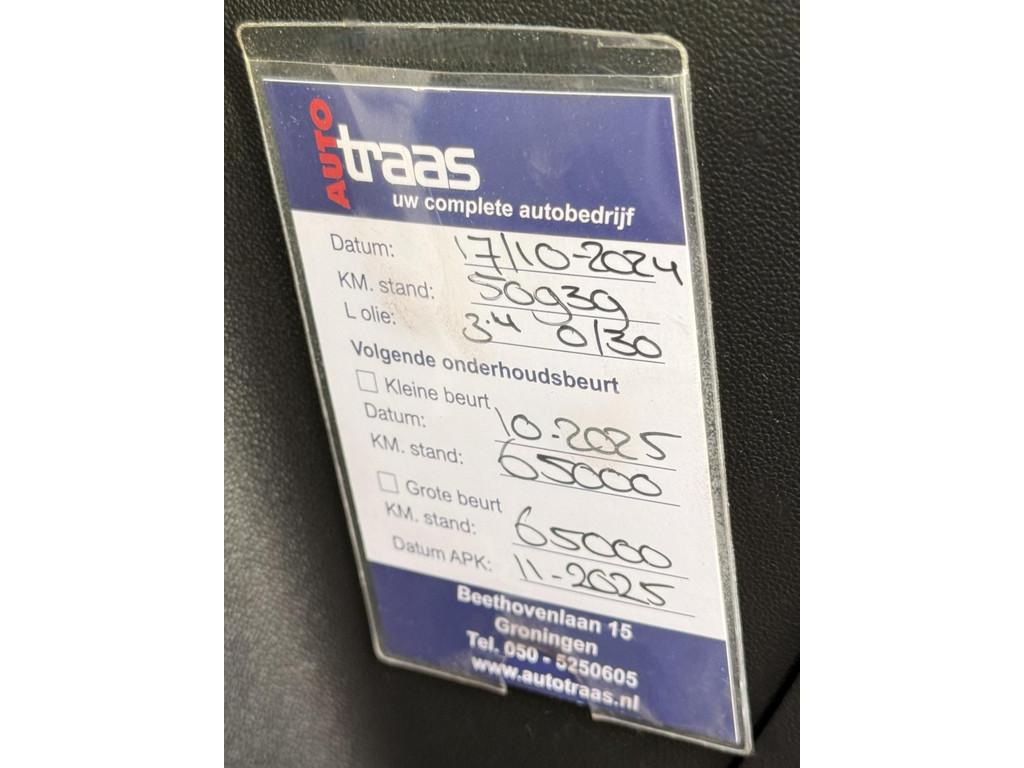 AUTO traas
uw complete autobedrijf
Datum: 17/10-2024
KM. stand: 50939
L olie: 3.4 0/30
Volgende onderhoudsbeurt
Kleine beurt
Datum: 10-2025
KM. stand: 65000
Grote beurt
KM. stand: 65000
Datum APK: 11-2025
Beethovenlaan 15
Groningen
Tel. 050 - 5250605
www.autotraas.nl